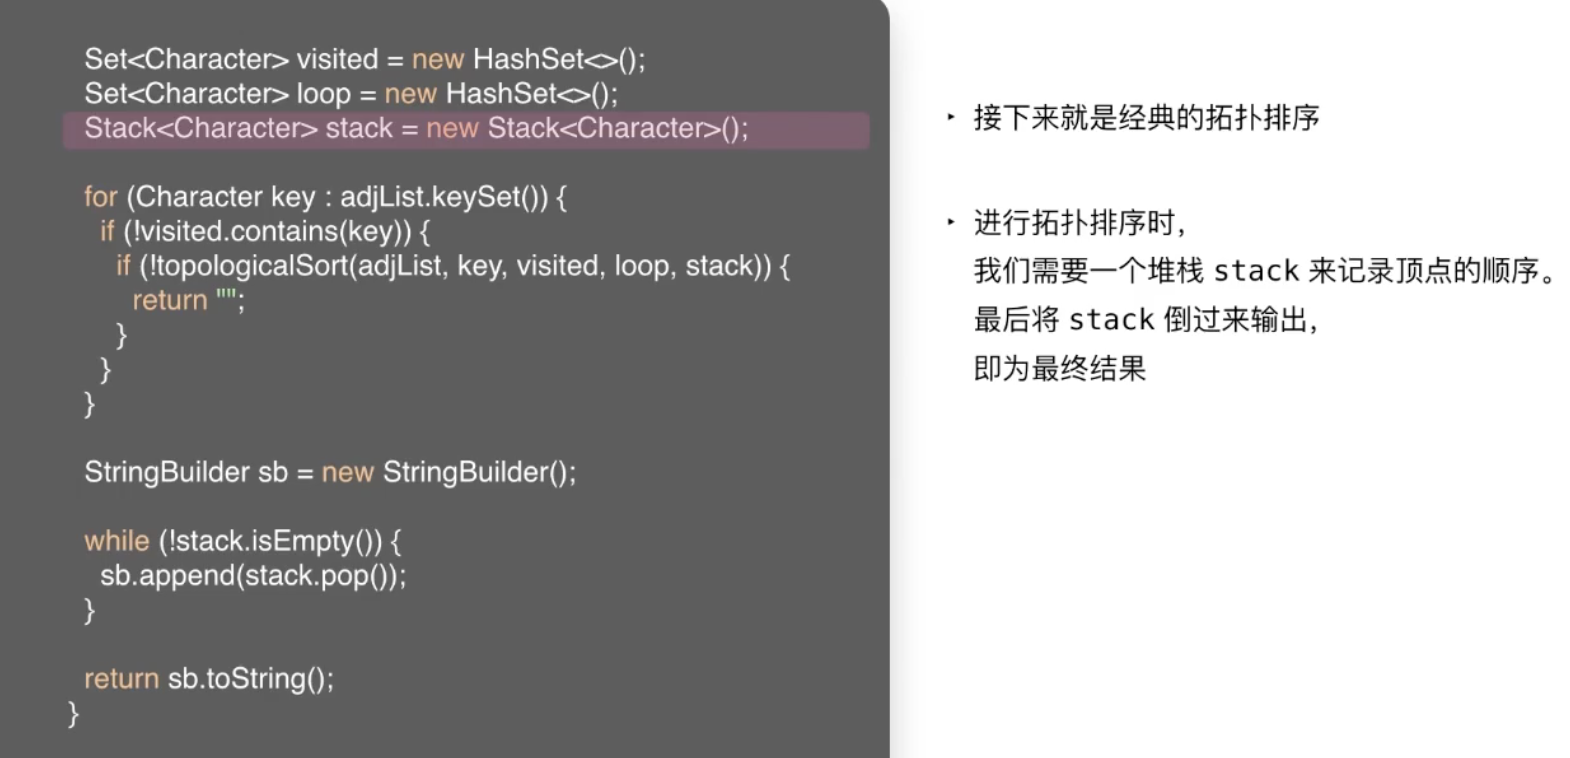 Set<Character> visited = new HashSet<>();
Set<Character> loop = new HashSet<>();
Stack<Character> stack = new Stack<Character>();
for (Character key : adjList.keySet()) {
if (!visited.contains(key)) {
if (!topologicalSort(adjList, key, visited, loop, stack)) {
return "";
}
}
}
StringBuilder sb = new StringBuilder();
while (!stack.isEmpty()) {
sb.append(stack.pop());
}
return sb.toString();
}
‣ 接下来就是经典的拓扑排序
‣ 进行拓扑排序时,
我们需要一个堆栈 stack 来记录顶点的顺序。
最后将 stack 倒过来输出,
即为最终结果